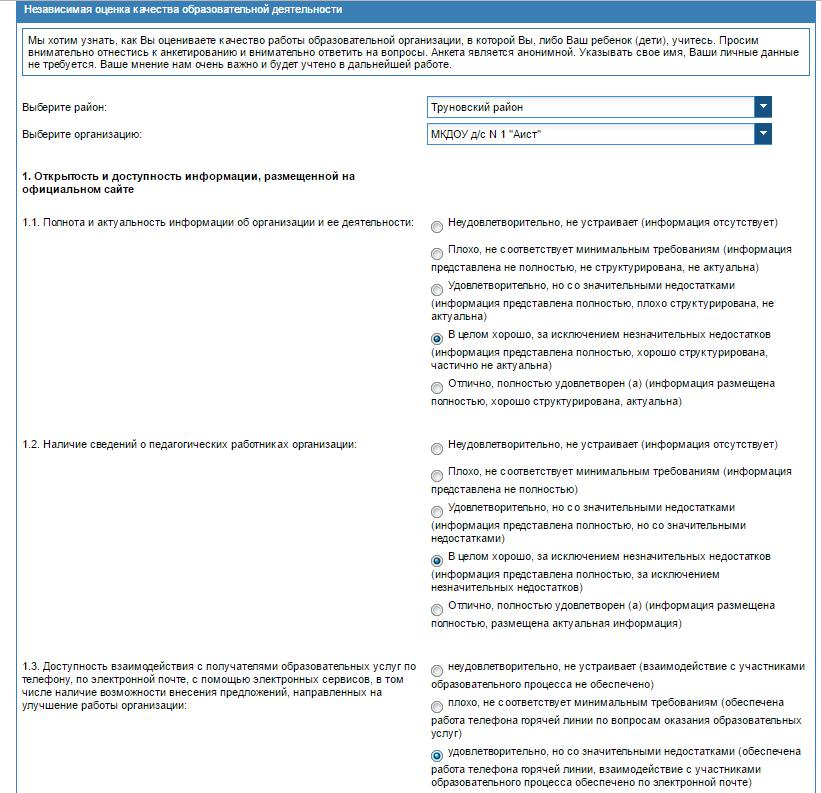 Независимая оценка качества образовательной деятельности
Мы хотим узнать, как Вы оцениваете качество работы образовательной организации, в которой Вы, либо Ваш ребенок (дети), учитесь. Просим
внимательно отнестись к анкетированию и внимательно ответить на вопросы. Анкета является анонимной. Указывать свое имя, Ваши личные данные
не требуется. Ваше мнение нам очень важно и будет учтено в дальнейшей работе.
Выберите район:
Труновский район
Выберите организацию:
МКДОУ д/с N 1 "Аист"
1. Открытость и доступность информации, размещенной на
официальном сайте
1.1. Полнота и актуальность информации об организации и ее деятельности:
Неудовлетворительно, не устраивает (информация отсутствует)
Плохо, не соответствует минимальным требованиям (информация
представлена не полностью, не структурирована, не актуальна)
Удовлетворительно, но со значительными недостатками
(информация представлена полностью, плохо структурирована, не
актуальна)
В целом хорошо, за исключением незначительных недостатков
(информация представлена полностью, хорошо структурирована,
частично не актуальна)
Отлично, полностью удовлетворен (а) (информация размещена
полностью, хорошо структурирована, актуальна)
1.2. Наличие сведений о педагогических работниках организации:
Неудовлетворительно, не устраивает (информация отсутствует)
Плохо, не соответствует минимальным требованиям (информация
представлена не полностью)
Удовлетворительно, но со значительными недостатками
(информация представлена полностью, но со значительными
недостатками)
В целом хорошо, за исключением незначительных недостатков
(информация представлена полностью, за исключением
незначительных недостатков)
Отлично, полностью удовлетворен (а) (информация размещена
полностью, размещена актуальная информация)
1.3. Доступность взаимодействия с получателями образовательных услуг по
телефону, по электронной почте, с помощью электронных сервисов, в том
числе наличие возможности внесения предложений, направленных на
улучшение работы организации:
неудовлетворительно, не устраивает (взаимодействие с участниками
образовательного процесса не обеспечено)
плохо, не соответствует минимальным требованиям (обеспечена
работа телефона горячей линии по вопросам оказания образовательных
услуг)
удовлетворительно, но со значительными недостатками (обеспечена
работа телефона горячей линии, взаимодействие с участниками
образовательного процесса обеспечено по электронной почте)